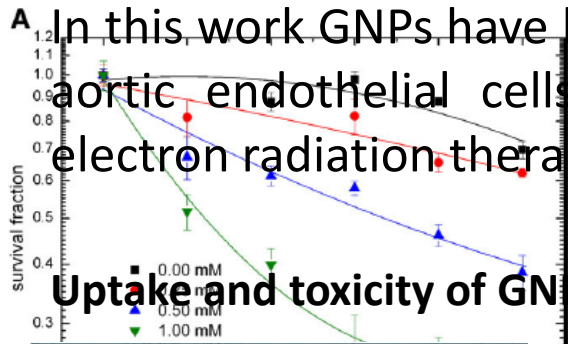 A
In this work GNPs have
aortic endothelial cells
electron radiation thera
Uptake and toxicity of GN
survival fraction
1.2
1.1
1.0
0.9
0.8
0.7
0.6
0.5
0.4
0.3
0.00 mM
0.50 mM
1.00 mM